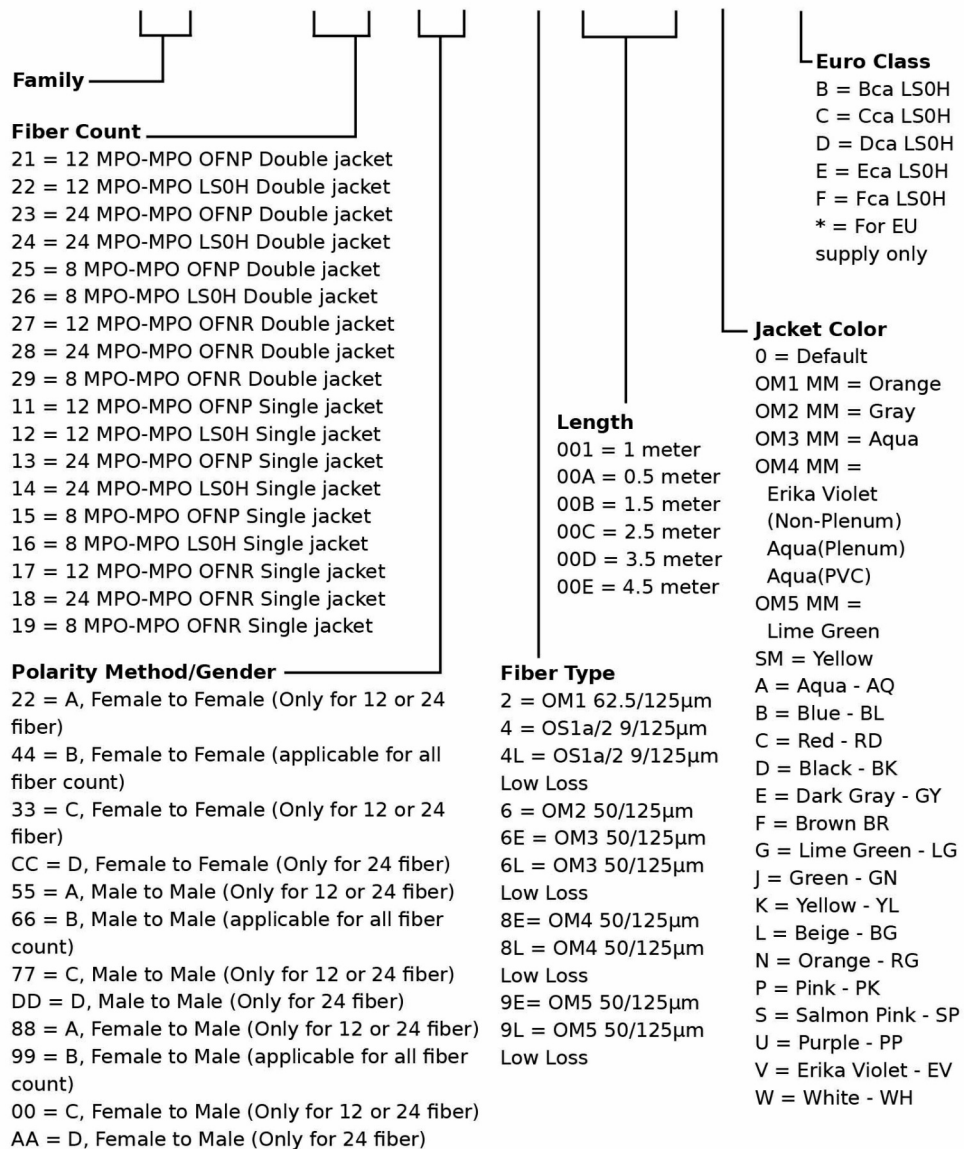 Family
Fiber Count
21 = 12 MPO-MPO OFNP Double jacket
22 = 12 MPO-MPO LS0H Double jacket
23 = 24 MPO-MPO OFNP Double jacket
24 = 24 MPO-MPO LS0H Double jacket
25 = 8 MPO-MPO OFNP Double jacket
26 = 8 MPO-MPO LS0H Double jacket
27 = 12 MPO-MPO OFNR Double jacket
28 = 24 MPO-MPO OFNR Double jacket
29 = 8 MPO-MPO OFNR Double jacket
11 = 12 MPO-MPO OFNP Single jacket
12 = 12 MPO-MPO LS0H Single jacket
13 = 24 MPO-MPO OFNP Single jacket
14 = 24 MPO-MPO LS0H Single jacket
15 = 8 MPO-MPO OFNP Single jacket
16 = 8 MPO-MPO LS0H Single jacket
17 = 12 MPO-MPO OFNR Single jacket
18 = 24 MPO-MPO OFNR Single jacket
19 = 8 MPO-MPO OFNR Single jacket
Polarity Method/Gender
22 = A, Female to Female (Only for 12 or 24
fiber)
44 = B, Female to Female (applicable for all
fiber count)
33 = C, Female to Female (Only for 12 or 24
fiber)
CC = D, Female to Female (Only for 24 fiber)
55 = A, Male to Male (Only for 12 or 24 fiber)
66 = B, Male to Male (applicable for all fiber
count)
77 = C, Male to Male (Only for 12 or 24 fiber)
DD = D, Male to Male (Only for 24 fiber)
88 = A, Female to Male (Only for 12 or 24 fiber)
99 = B, Female to Male (applicable for all fiber
count)
00 = C, Female to Male (Only for 12 or 24 fiber)
AA = D, Female to Male (Only for 24 fiber)
Fiber Type
2 = OM1 62.5/125µm
4 = OS1a/2 9/125µm
4L = OS1a/2 9/125µm
Low Loss
6 = OM2 50/125µm
6E = OM3 50/125µm
6L = OM3 50/125µm
Low Loss
8E= OM4 50/125µm
8L = OM4 50/125µm
Low Loss
9E= OM5 50/125µm
9L = OM5 50/125µm
Low Loss
Length
001 = 1 meter
00A = 0.5 meter
00B = 1.5 meter
00C = 2.5 meter
00D = 3.5 meter
00E = 4.5 meter
Jacket Color
0 = Default
OM1 MM = Orange
OM2 MM = Gray
OM3 MM = Aqua
OM4 MM =
Erika Violet
(Non-Plenum)
Aqua(Plenum)
Aqua(PVC)
OM5 MM =
Lime Green
SM = Yellow
A = Aqua - AQ
B = Blue - BL
C = Red - RD
D = Black - BK
E = Dark Gray - GY
F = Brown BR
G = Lime Green - LG
J = Green - GN
K = Yellow - YL
L = Beige - BG
N = Orange - RG
P = Pink - PK
S = Salmon Pink - SP
U = Purple - PP
V = Erika Violet - EV
W = White - WH
Euro Class
B = Bca LS0H
C = Cca LS0H
D = Dca LS0H
E = Eca LS0H
F = Fca LS0H
* = For EU
supply only